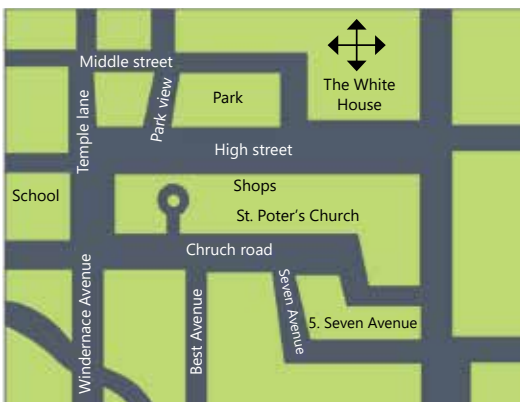 Middle street
The White
House
Temple lane
Park view
Park
High street
School
Shops
St. Poter's Church
Chruch road
Windernace Avenue
Best Avenue
Seven Avenue
5. Seven Avenue